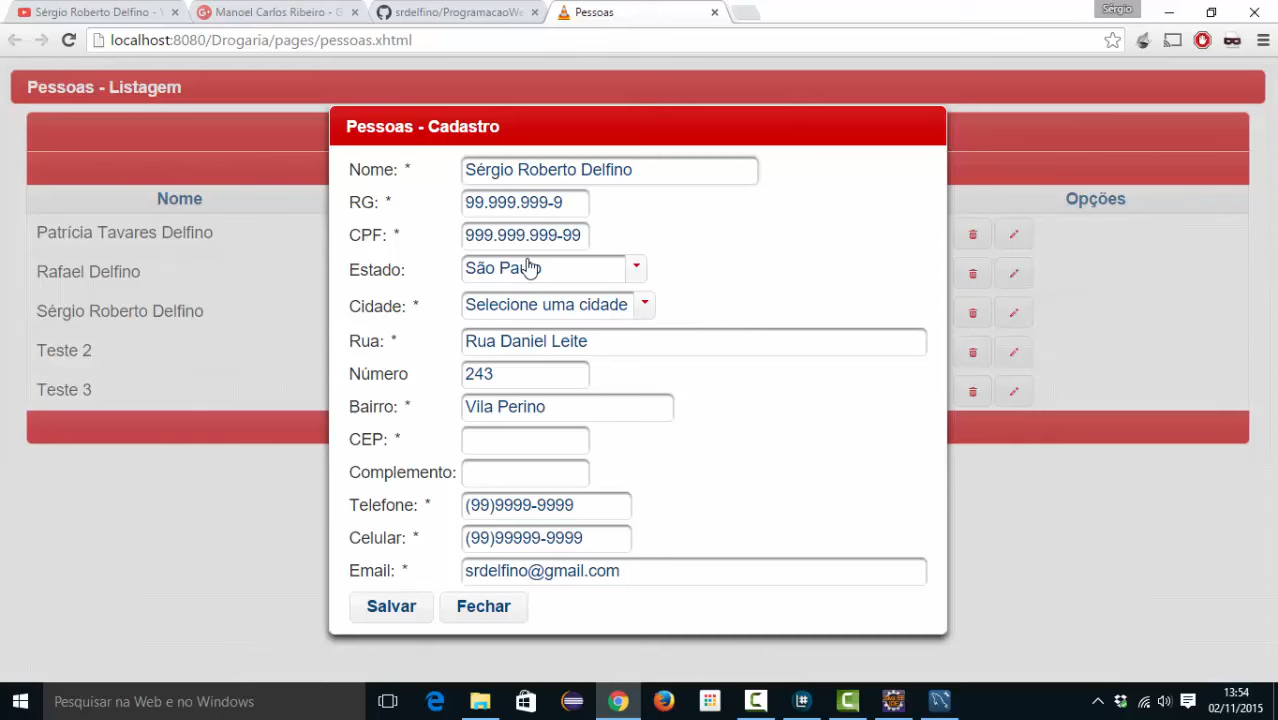 Sérgio Roberto Delfino - V
Manoel Carlos Ribeiro - G
srdelfino/ProgramacaoWe
Pessoas
Sérgio
localhost:8080/Drogaria/pages/pessoas.xhtml
Pessoas - Listagem
Nome
Opções
Patrícia Tavares Delfino
Rafael Delfino
Sérgio Roberto Delfino
Teste 2
Teste 3
Pessoas - Cadastro
Nome: * Sérgio Roberto Delfino
RG: * 99.999.999-9
CPF: * 999.999.999-99
Estado: São Paulo
Cidade: * Selecione uma cidade
Rua: * Rua Daniel Leite
Número 243
Bairro: * Vila Perino
CEP: *
Complemento:
Telefone: * (99)9999-9999
Celular: * (99)99999-9999
Email: * srdelfino@gmail.com
Salvar Fechar
Pesquisar na Web e no Windows
13:54
02/11/2015